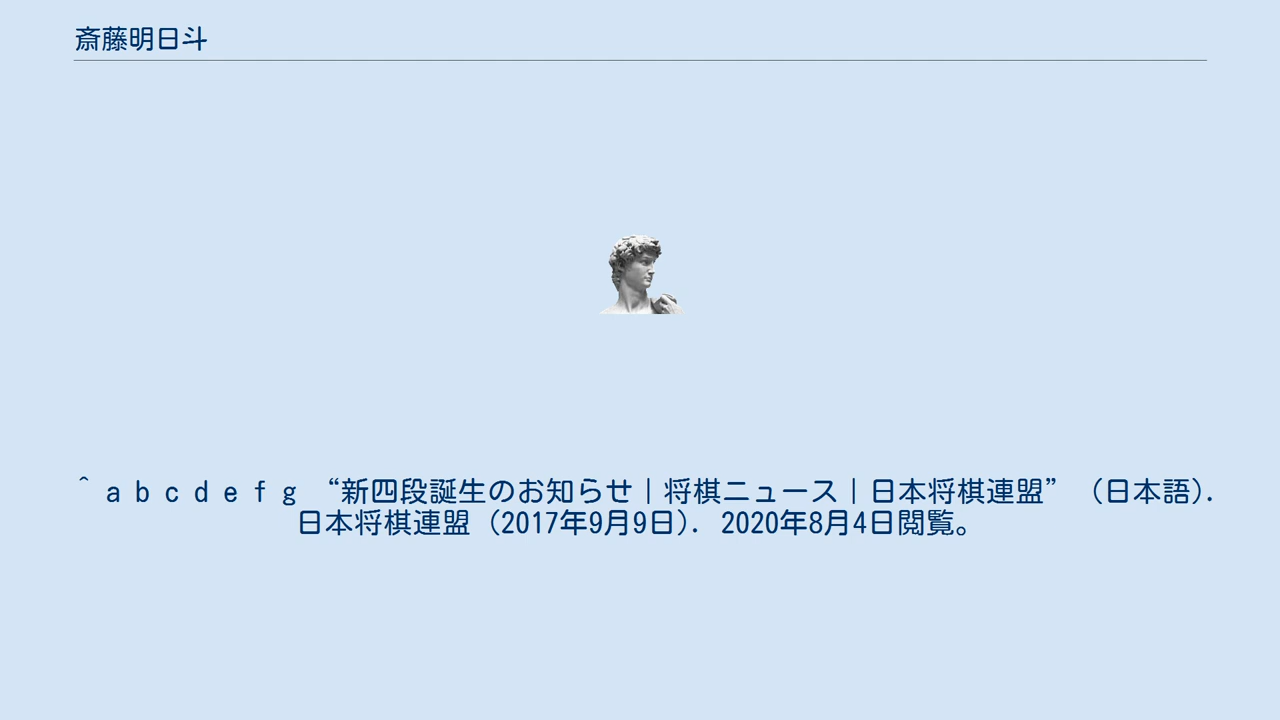 斎藤明日斗
^ a b c d e f g “新四段誕生のお知らせ｜将棋ニュース｜日本将棋連盟” (日本語).
日本将棋連盟 (2017年9月9日). 2020年8月4日閲覧。